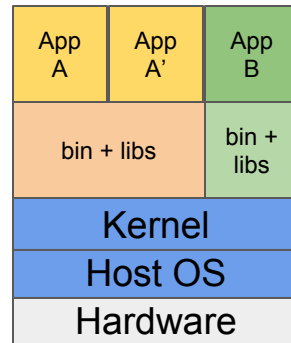 App
A
App
A’
App
B
bin + libs
bin +
libs
Kernel
Host OS
Hardware